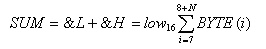 SUM = &L + &H = low₁₆ ∑_{i=7}^{8+N} BYTE(i)